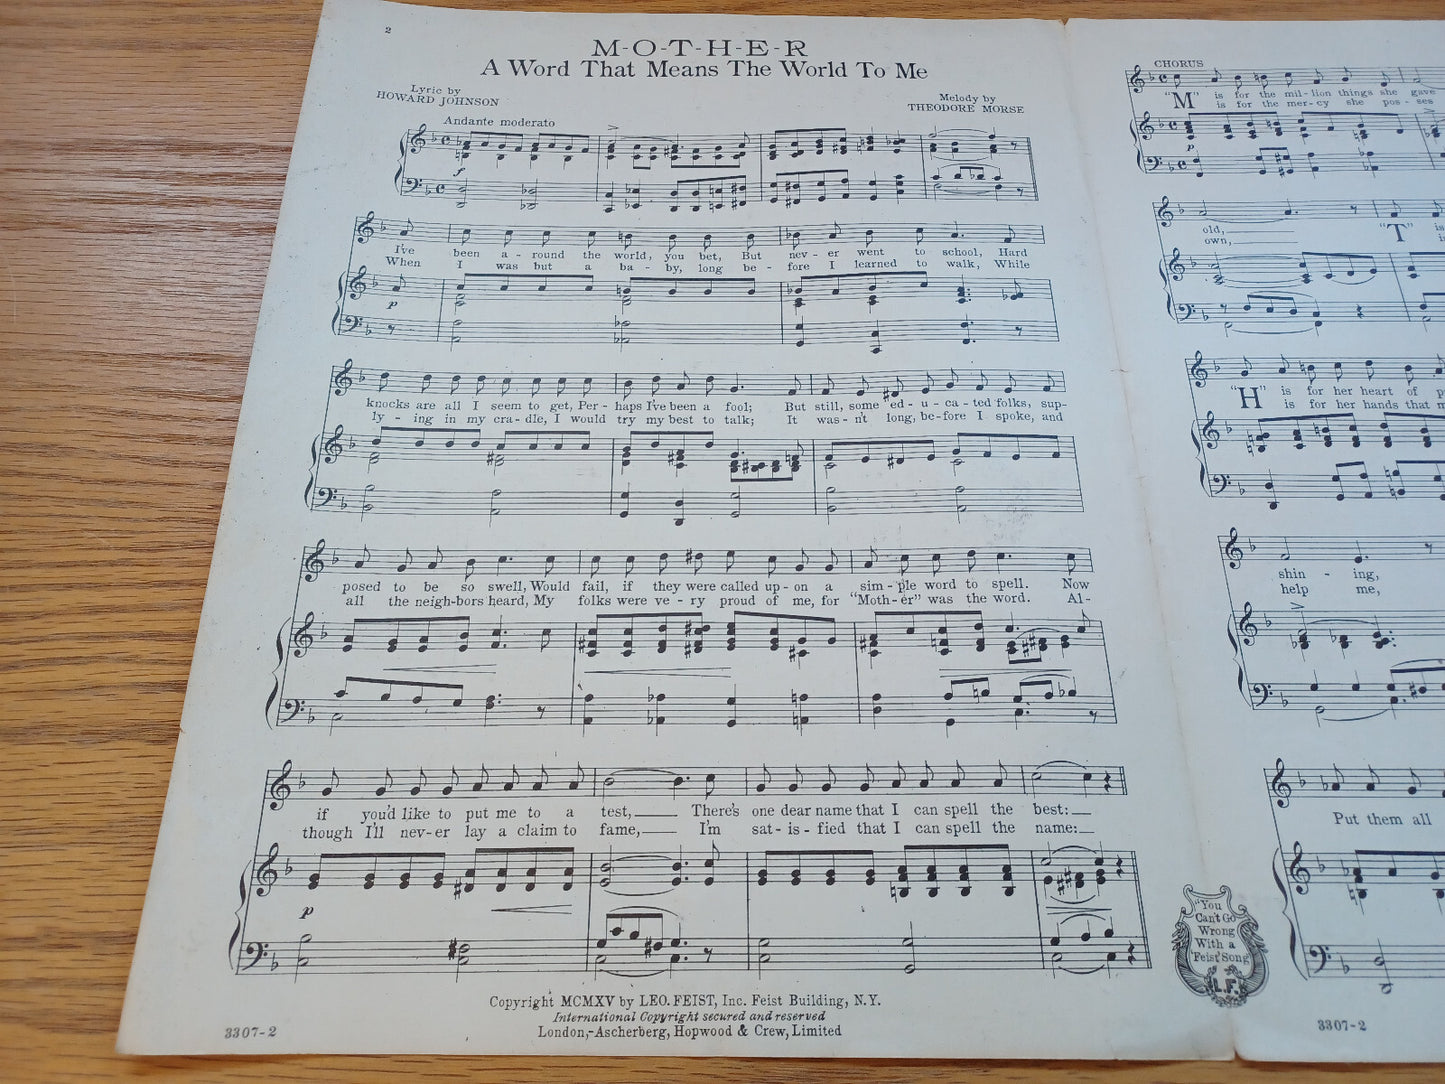 2
M-O-T-H-E-R
A Word That Means The World To Me
Lyric by
HOWARD JOHNSON
Melody by
THEODORE MORSE
Andante moderato
f
I've been a-round the world, you bet, But nev-er went to school, Hard
When I was but a ba-by, long be-fore I learned to walk, While
p
knocks are all I seem to get, Per-haps I've been a fool; But still, some ed-u-ca-ted folks, sup-
ly-ing in my cra-dle, I would try my best to talk; It was-n't long, be-fore I spoke, and
posed to be so swell, Would fail, if they were called up-on a sim-ple word to spell. Now
all the neigh-bors heard, My folks were ve-ry proud of me, for "Moth-er" was the word. Al-
if you'd like to put me to a test, There's one dear name that I can spell the best:
though I'll nev-er lay a claim to fame, I'm sat-is-fied that I can spell the name:
p
Copyright MCMXV by LEO. FEIST, Inc. Feist Building, N.Y.
International Copyright secured and reserved
London,-Ascherberg, Hopwood & Crew, Limited
3307-2
CHORUS
"M" is for the mil-lion things she gave
is for the mer-cy she pos-ses
p
old,
own,
"T"
"H" is for her heart of
is for her hands that
shin-ing,
help me,
Put them all
"You
Can't Go
Wrong
With a
'Feist' Song
L.F.
3307-2